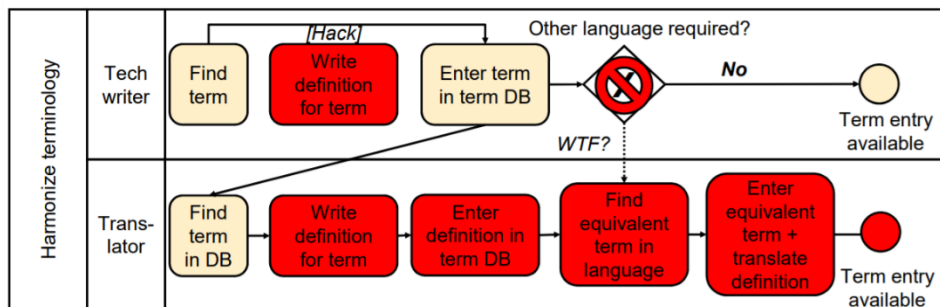 Harmonize terminology
Tech
writer
Find
term
[Hack]
Write
definition
for term
Enter term
in term DB
Other language required?
X
No
Term entry
available
WTF?
Trans-
lator
Find
term
in DB
Write
definition
for term
Enter
definition in
term DB
Find
equivalent
term in
language
Enter
equivalent
term +
translate
definition
Term entry
available